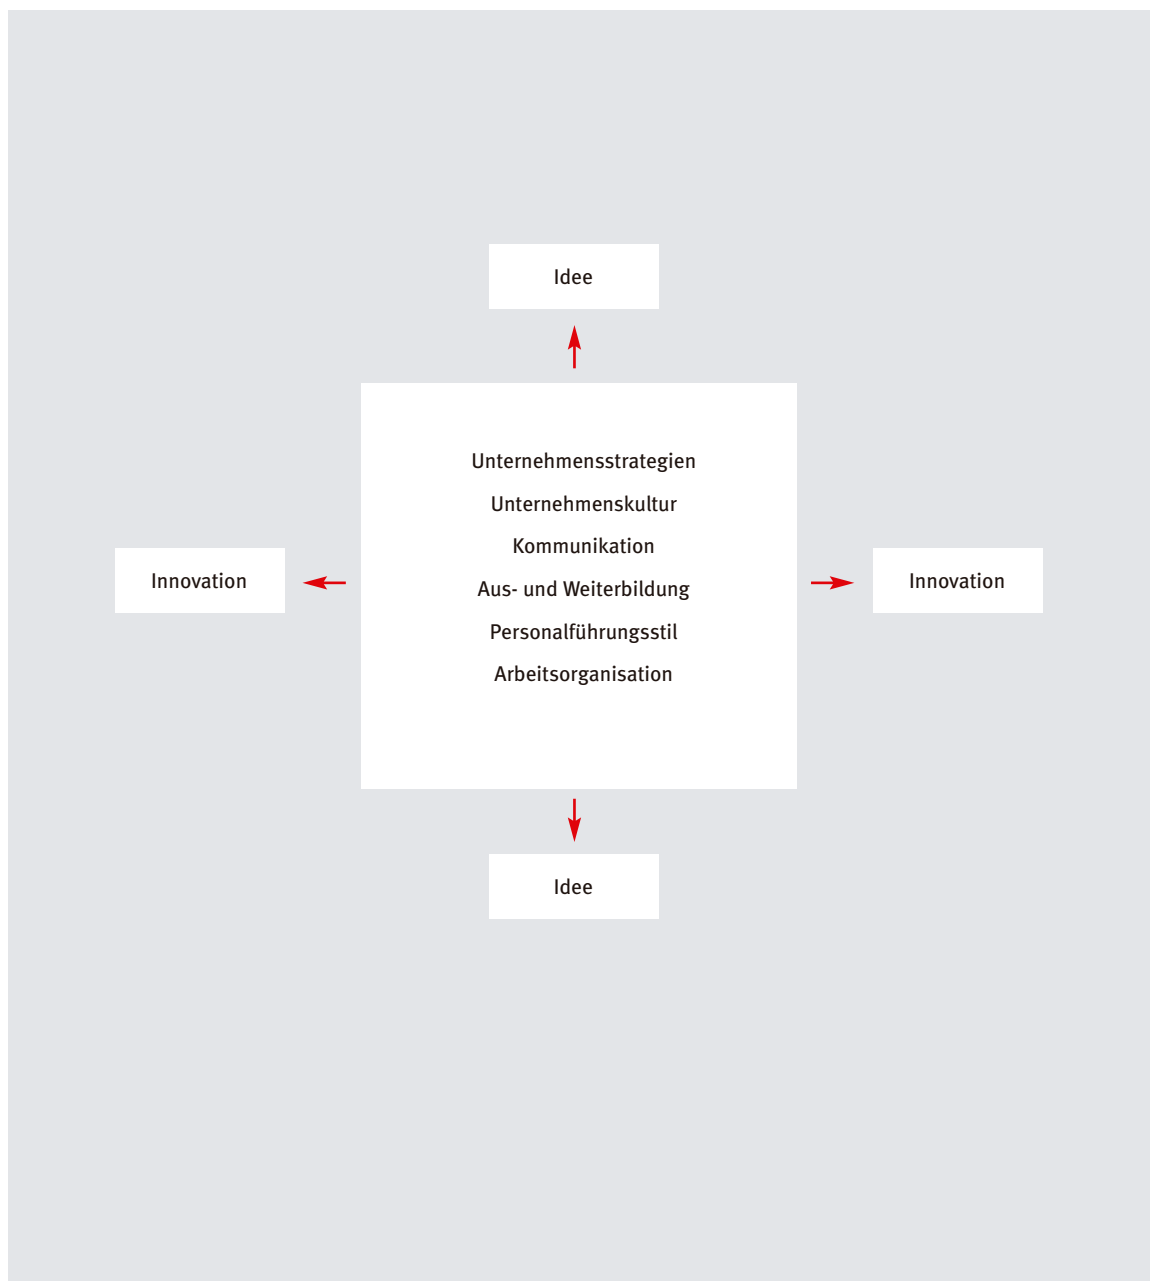 Idee
Unternehmensstrategien
Unternehmenskultur
Kommunikation
Aus- und Weiterbildung
Innovation
Innovation
Personalführungsstil
Arbeitsorganisation
Idee